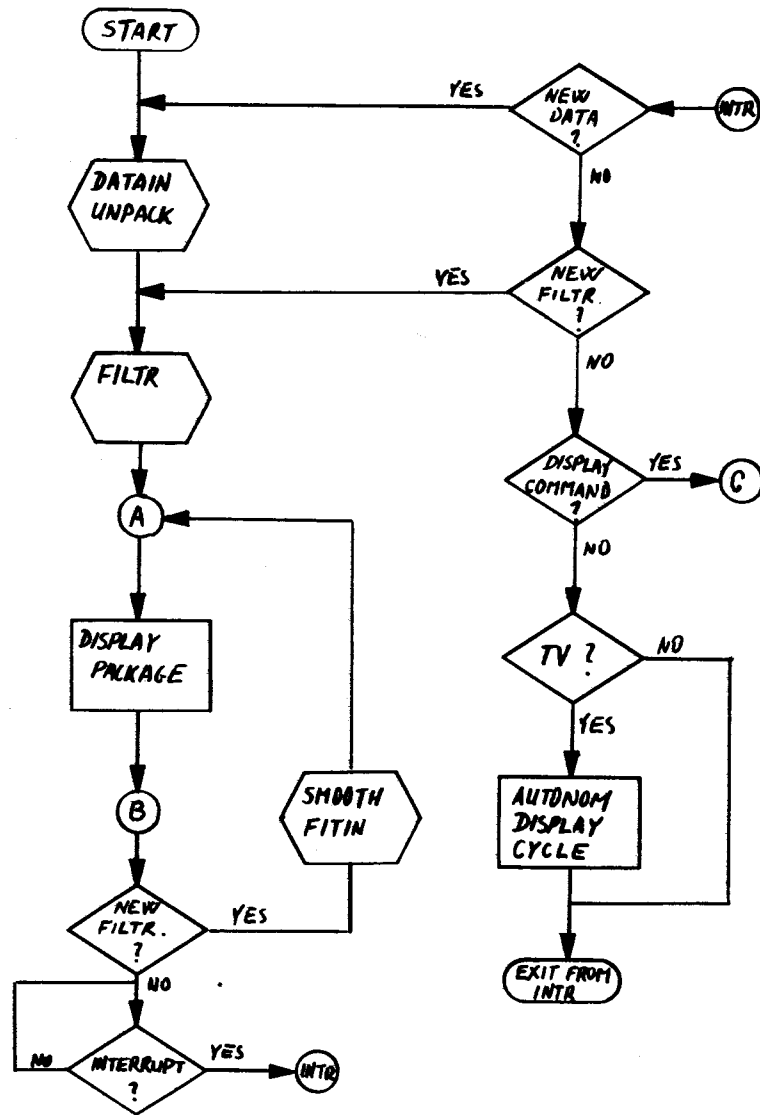 START
YES
NEW
DATA
?
INTR
NO
DATAIN
UNPACK
YES
NEW
FILTR.
?
NO
FILTR
DISPLAY
COMMAND
?
YES
C
NO
A
DISPLAY
PACKAGE
TV ?
NO
YES
B
SMOOTH
FITIN
AUTONOM
DISPLAY
CYCLE
NEW
FILTR.
?
YES
NO
EXIT FROM
INTR
NO
INTERRUPT
?
YES
INTR